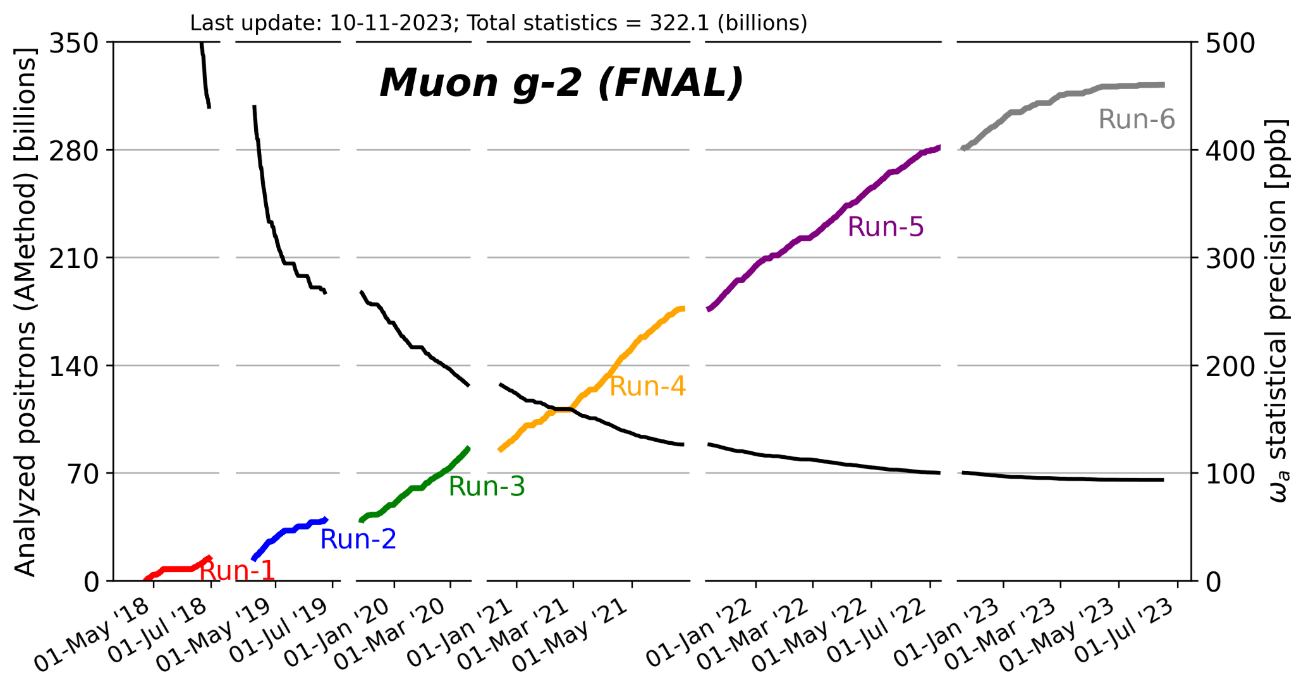 Last update: 10-11-2023; Total statistics = 322.1 (billions)
Muon g-2 (FNAL)
Analyzed positrons (AMethod) [billions]
350
280
210
140
70
0
500
400
300
200
100
0
ωa statistical precision [ppb]
Run-1
Run-2
Run-3
Run-4
Run-5
Run-6
01-May '18
01-Jul '18
01-May '19
01-Jul '19
01-Jan '20
01-Mar '20
01-Jan '21
01-Mar '21
01-May '21
01-Jan '22
01-Mar '22
01-May '22
01-Jul '22
01-Jan '23
01-Mar '23
01-May '23
01-Jul '23